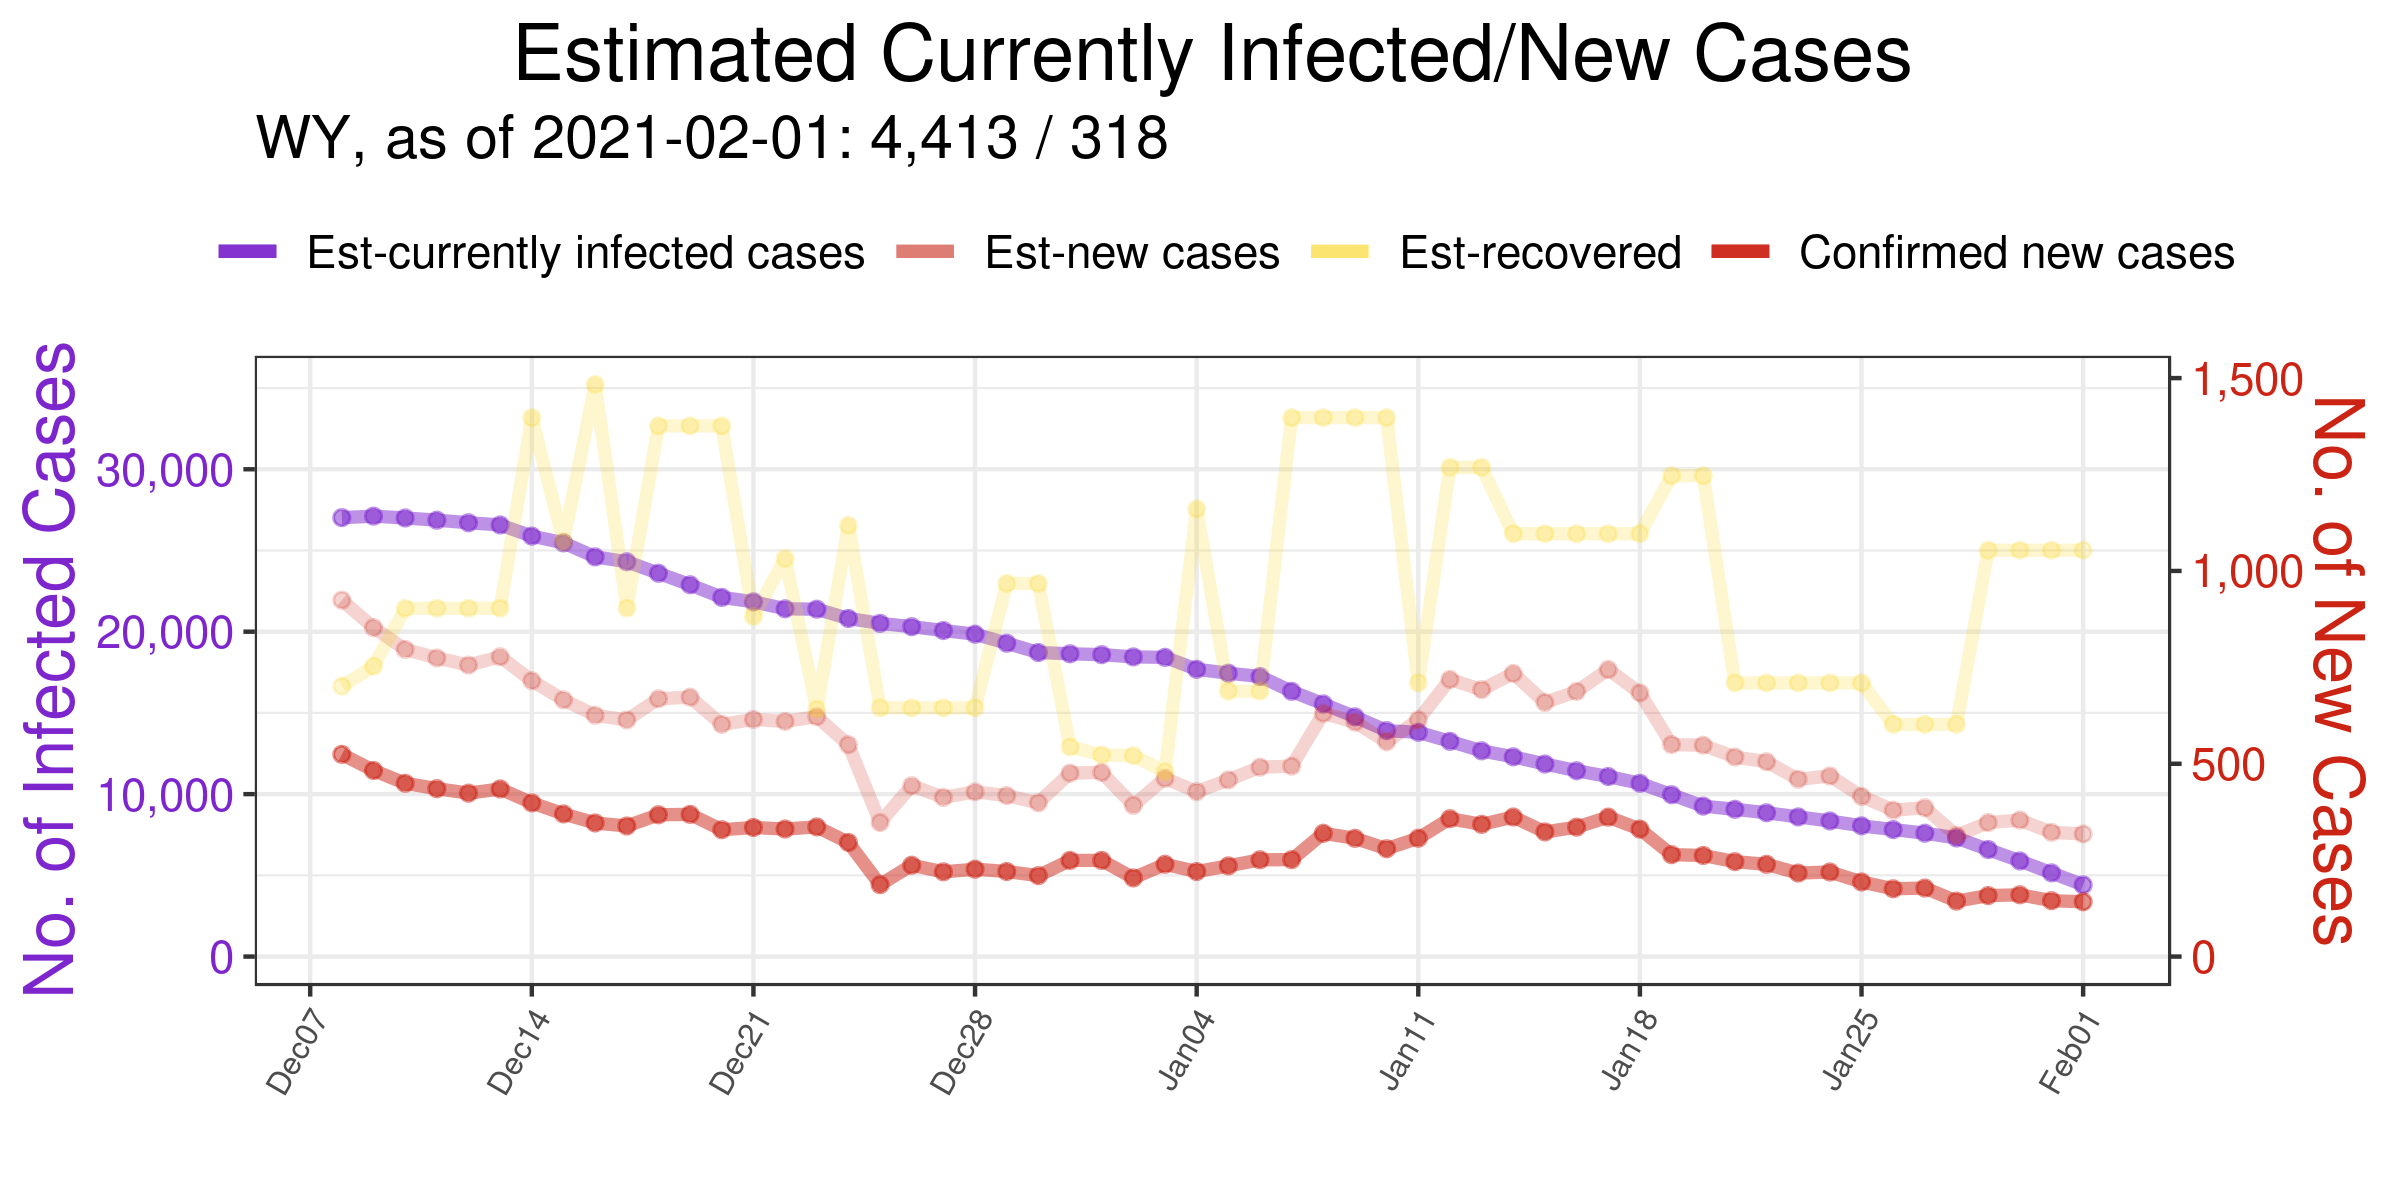 Estimated Currently Infected/New Cases
WY, as of 2021-02-01: 4,413 / 318
Est-currently infected cases Est-new cases Est-recovered Confirmed new cases
No. of Infected Cases
30,000
20,000
10,000
0
1,500
1,000
500
0
No. of New Cases
Dec07 Dec14 Dec21 Dec28 Jan04 Jan11 Jan18 Jan25 Feb01